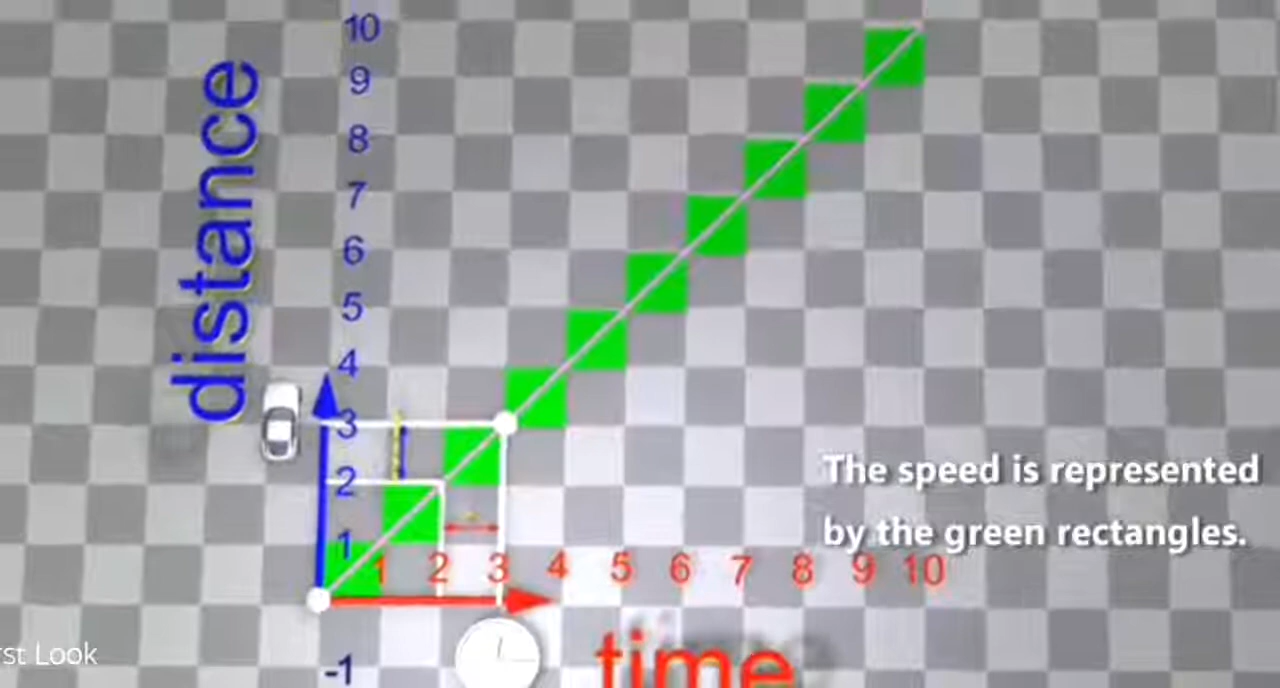 10
9
8
7
6
5
4
3
2
1
distance
The speed is represented
by the green rectangles.
1 2 3 4 5 6 7 8 9 10
time
-1
rst Look